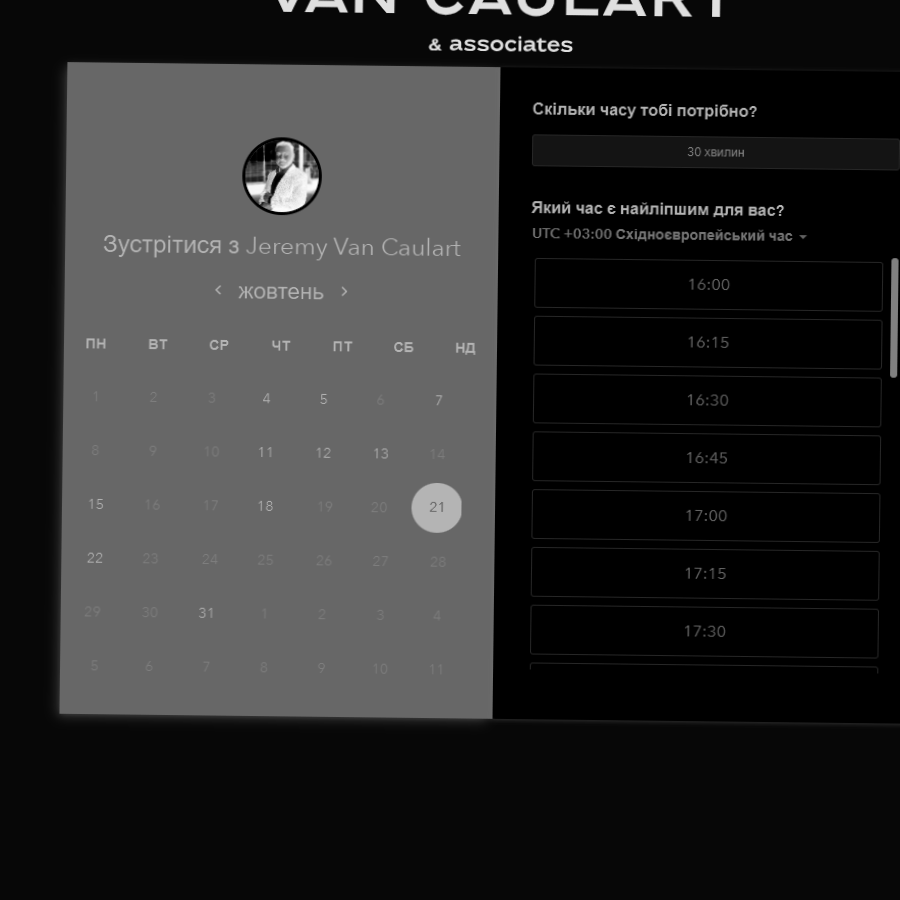 VAN CAULART
& associates
Зустрітися з Jeremy Van Caulart
жовтень
ПН ВТ СР ЧТ ПТ СБ НД
1 2 3 4 5 6 7
8 9 10 11 12 13 14
15 16 17 18 19 20 21
22 23 24 25 26 27 28
29 30 31 1 2 3 4
5 6 7 8 9 10 11
Скільки часу тобі потрібно?
30 хвилин
Який час є найліпшим для вас?
UTC +03:00 Східноєвропейський час
16:00
16:15
16:30
16:45
17:00
17:15
17:30